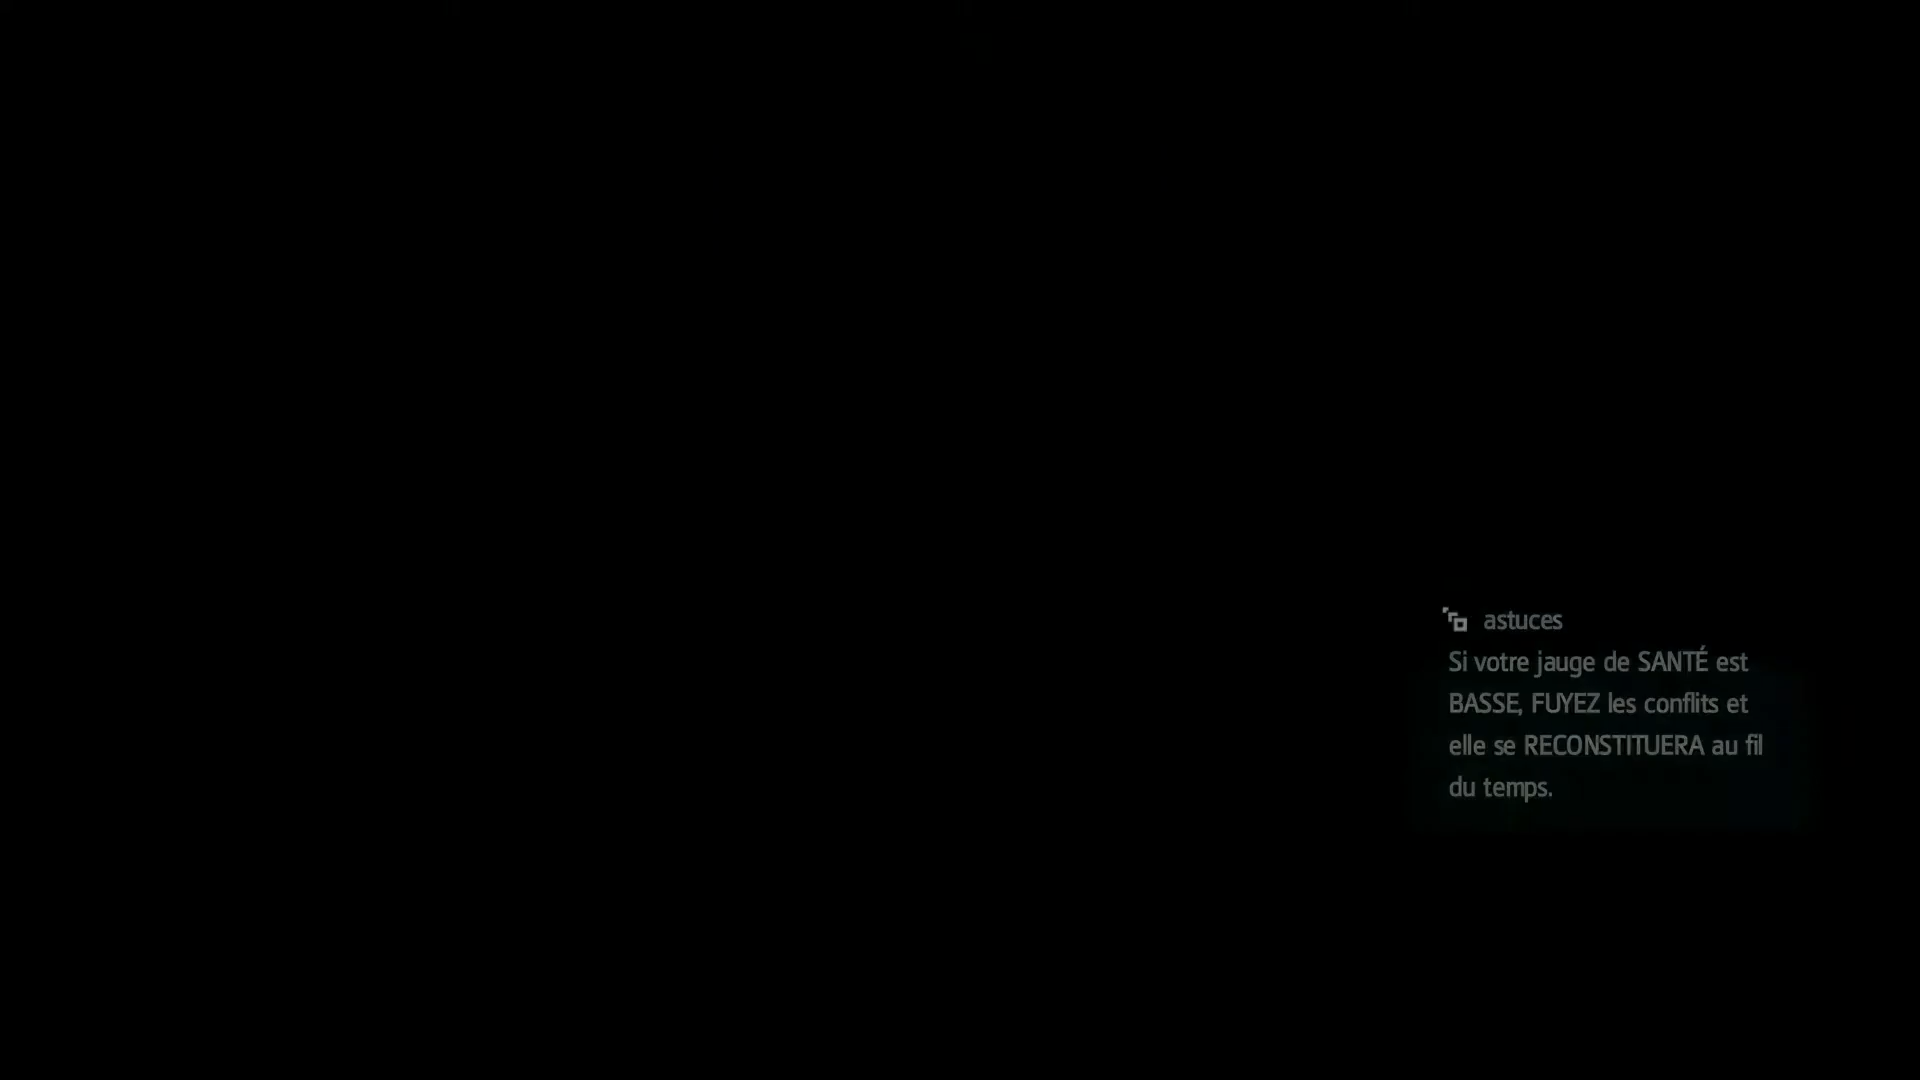 astuces
Si votre jauge de SANTÉ est
BASSE, FUYEZ les conflits et
elle se RECONSTITUERA au fil
du temps.